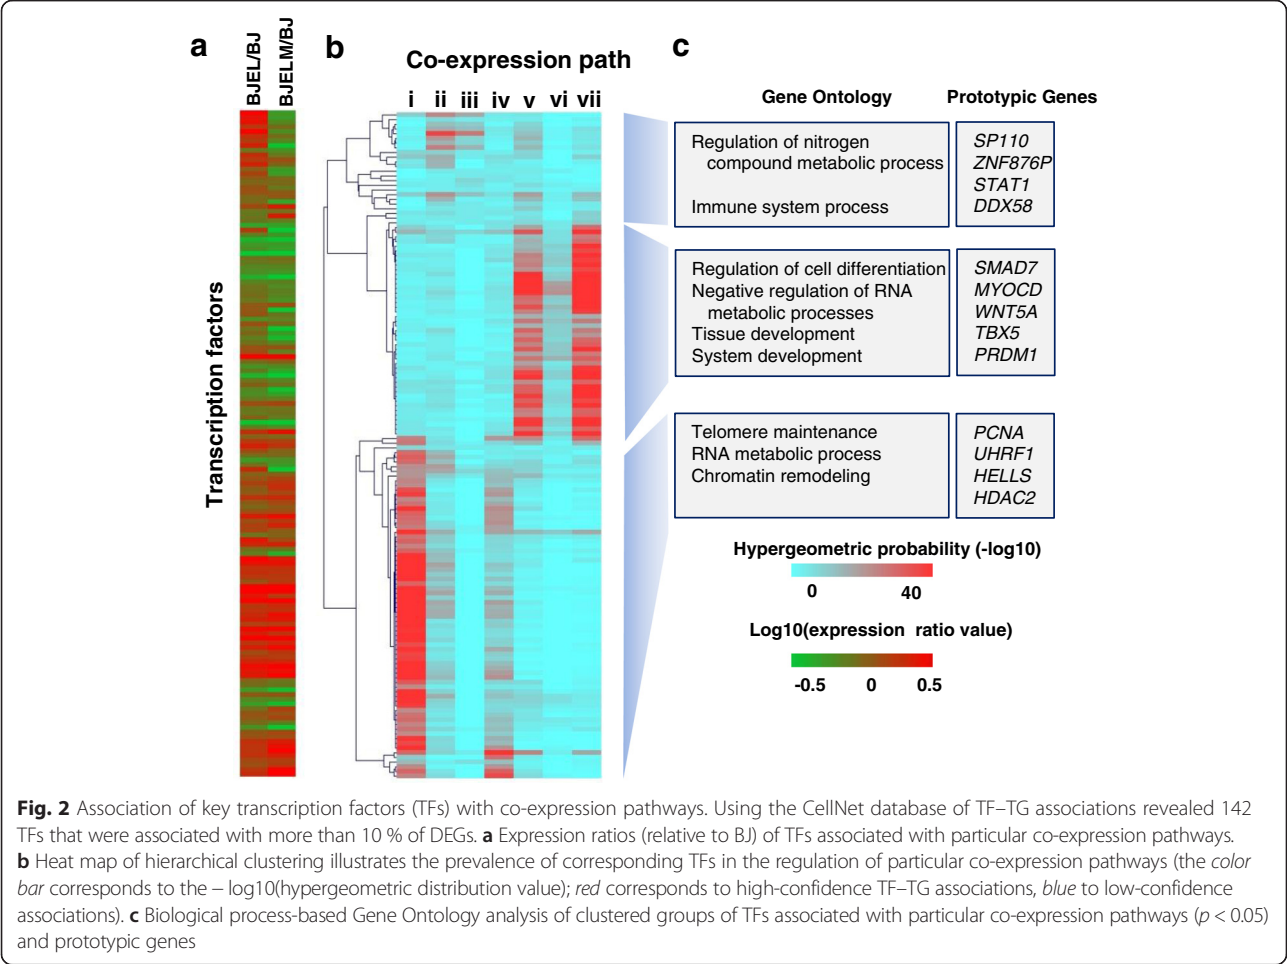 a
BJEL/BJ
BJELM/BJ
b
Co-expression path
i ii iii iv v vi vii
Transcription factors
c
Gene Ontology
Prototypic Genes
Regulation of nitrogen
compound metabolic process
Immune system process
SP110
ZNF876P
STAT1
DDX58
Regulation of cell differentiation
Negative regulation of RNA
metabolic processes
Tissue development
System development
SMAD7
MYOCD
WNT5A
TBX5
PRDM1
Telomere maintenance
RNA metabolic process
Chromatin remodeling
PCNA
UHRF1
HELLS
HDAC2
Hypergeometric probability (-log10)
0 40
Log10(expression ratio value)
-0.5 0 0.5
Fig. 2 Association of key transcription factors (TFs) with co-expression pathways. Using the CellNet database of TF–TG associations revealed 142
TFs that were associated with more than 10 % of DEGs. a Expression ratios (relative to BJ) of TFs associated with particular co-expression pathways.
b Heat map of hierarchical clustering illustrates the prevalence of corresponding TFs in the regulation of particular co-expression pathways (the color
bar corresponds to the – log10(hypergeometric distribution value); red corresponds to high-confidence TF–TG associations, blue to low-confidence
associations). c Biological process-based Gene Ontology analysis of clustered groups of TFs associated with particular co-expression pathways (p < 0.05)
and prototypic genes